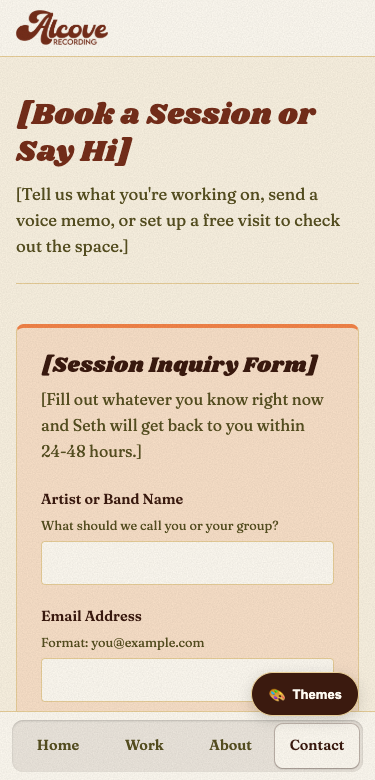 Alcove
RECORDING
[Book a Session or
Say Hi]
[Tell us what you're working on, send a
voice memo, or set up a free visit to check
out the space.]
[Session Inquiry Form]
[Fill out whatever you know right now
and Seth will get back to you within
24-48 hours.]
Artist or Band Name
What should we call you or your group?
Email Address
Format: you@example.com
Themes
Home Work About Contact